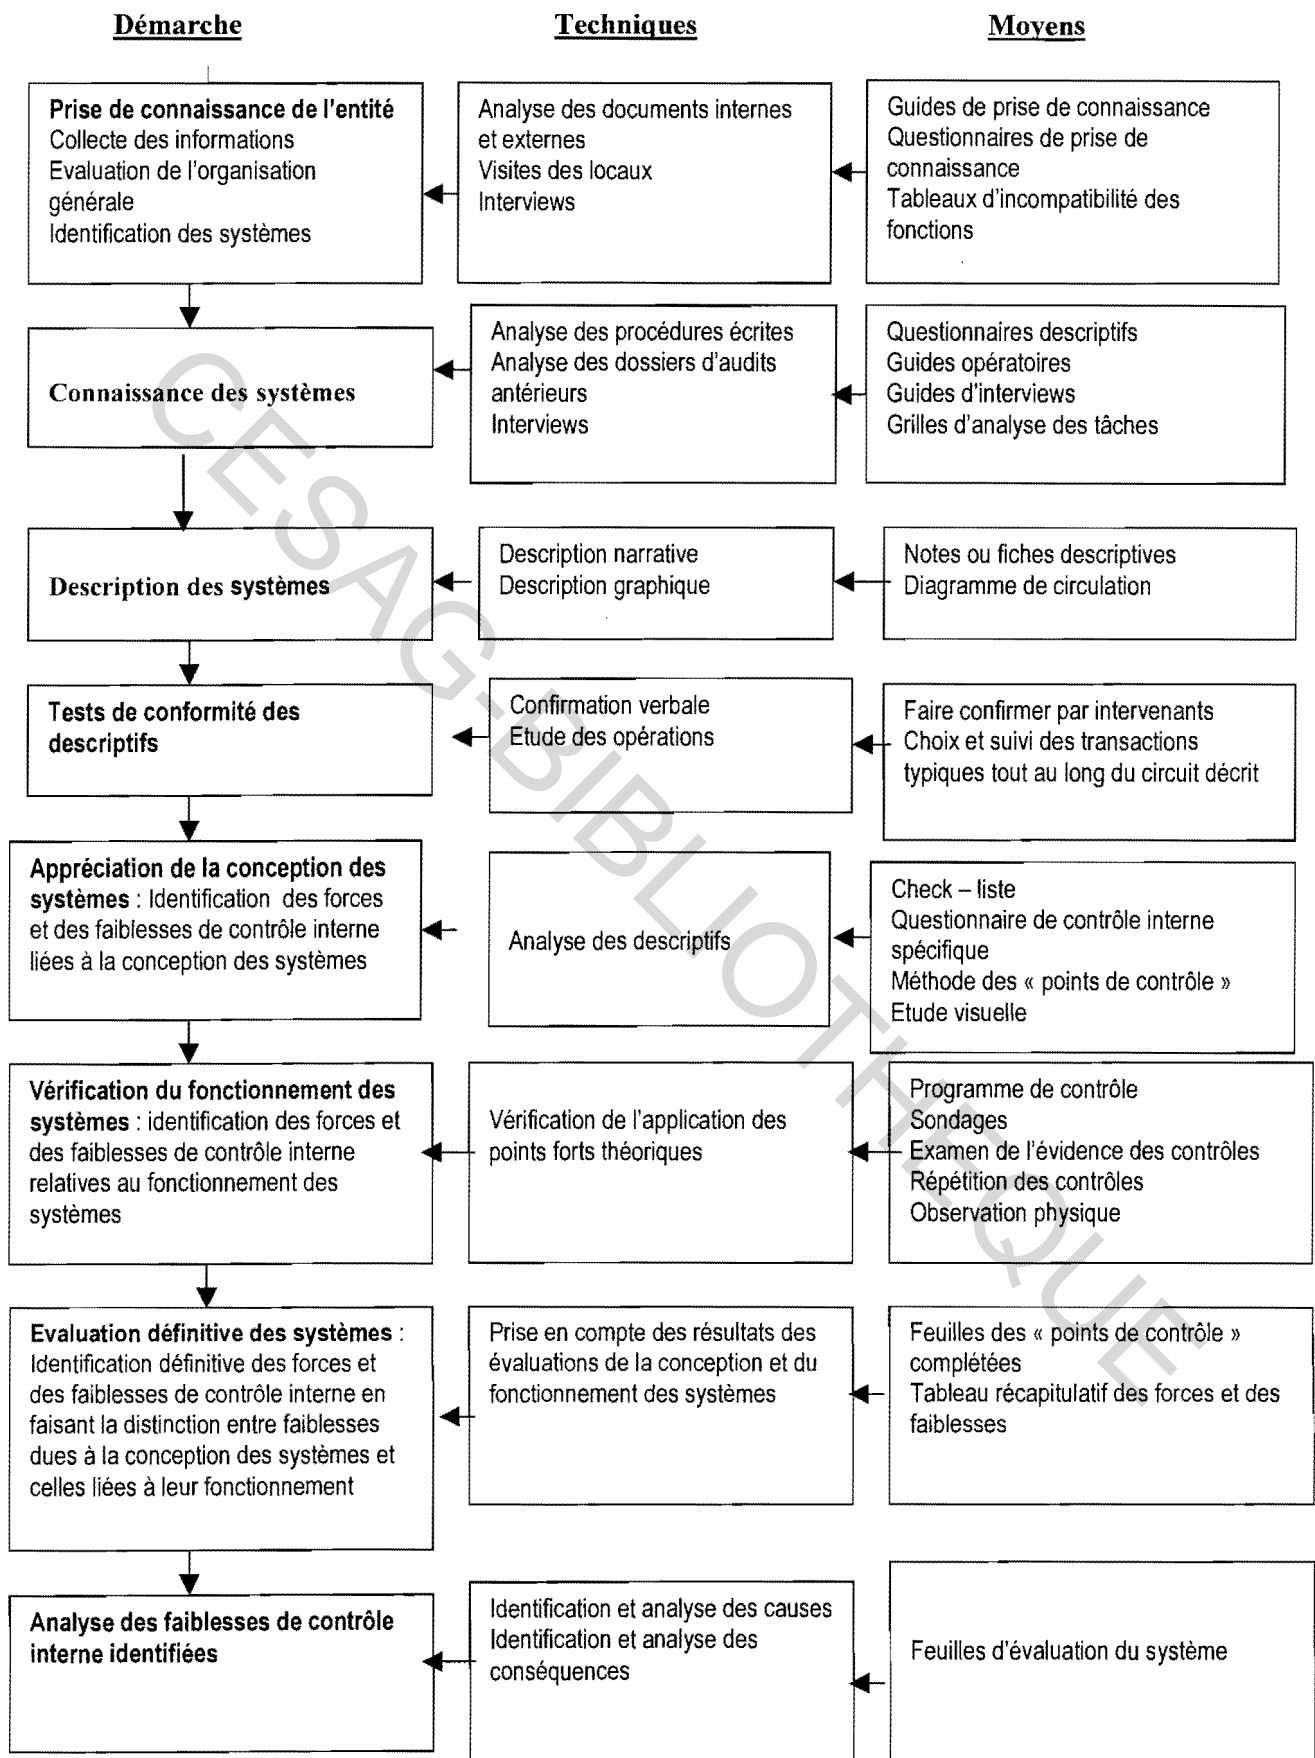 Démarche
Techniques
Moyens
Prise de connaissance de l'entité
Collecte des informations
Evaluation de l'organisation
générale
Identification des systèmes
Analyse des documents internes
et externes
Visites des locaux
Interviews
Guides de prise de connaissance
Questionnaires de prise de
connaissance
Tableaux d'incompatibilité des
fonctions
Connaissance des systèmes
Analyse des procédures écrites
Analyse des dossiers d'audits
antérieurs
Interviews
Questionnaires descriptifs
Guides opératoires
Guides d'interviews
Grilles d'analyse des tâches
Description des systèmes
Description narrative
Description graphique
Notes ou fiches descriptives
Diagramme de circulation
Tests de conformité des
descriptifs
Confirmation verbale
Etude des opérations
Faire confirmer par intervenants
Choix et suivi des transactions
typiques tout au long du circuit décrit
Appréciation de la conception des
systèmes : Identification des forces
et des faiblesses de contrôle interne
liées à la conception des systèmes
Analyse des descriptifs
Check – liste
Questionnaire de contrôle interne
spécifique
Méthode des « points de contrôle »
Etude visuelle
Vérification du fonctionnement des
systèmes : identification des forces et
des faiblesses de contrôle interne
relatives au fonctionnement des
systèmes
Vérification de l'application des
points forts théoriques
Programme de contrôle
Sondages
Examen de l'évidence des contrôles
Répétition des contrôles
Observation physique
Evaluation définitive des systèmes :
Identification définitive des forces et
des faiblesses de contrôle interne en
faisant la distinction entre faiblesses
dues à la conception des systèmes et
celles liées à leur fonctionnement
Prise en compte des résultats des
évaluations de la conception et du
fonctionnement des systèmes
Feuilles des « points de contrôle »
complétées
Tableau récapitulatif des forces et des
faiblesses
Analyse des faiblesses de contrôle
interne identifiées
Identification et analyse des causes
Identification et analyse des
conséquences
Feuilles d'évaluation du système
CESAG-BIBLIOTHEQUE